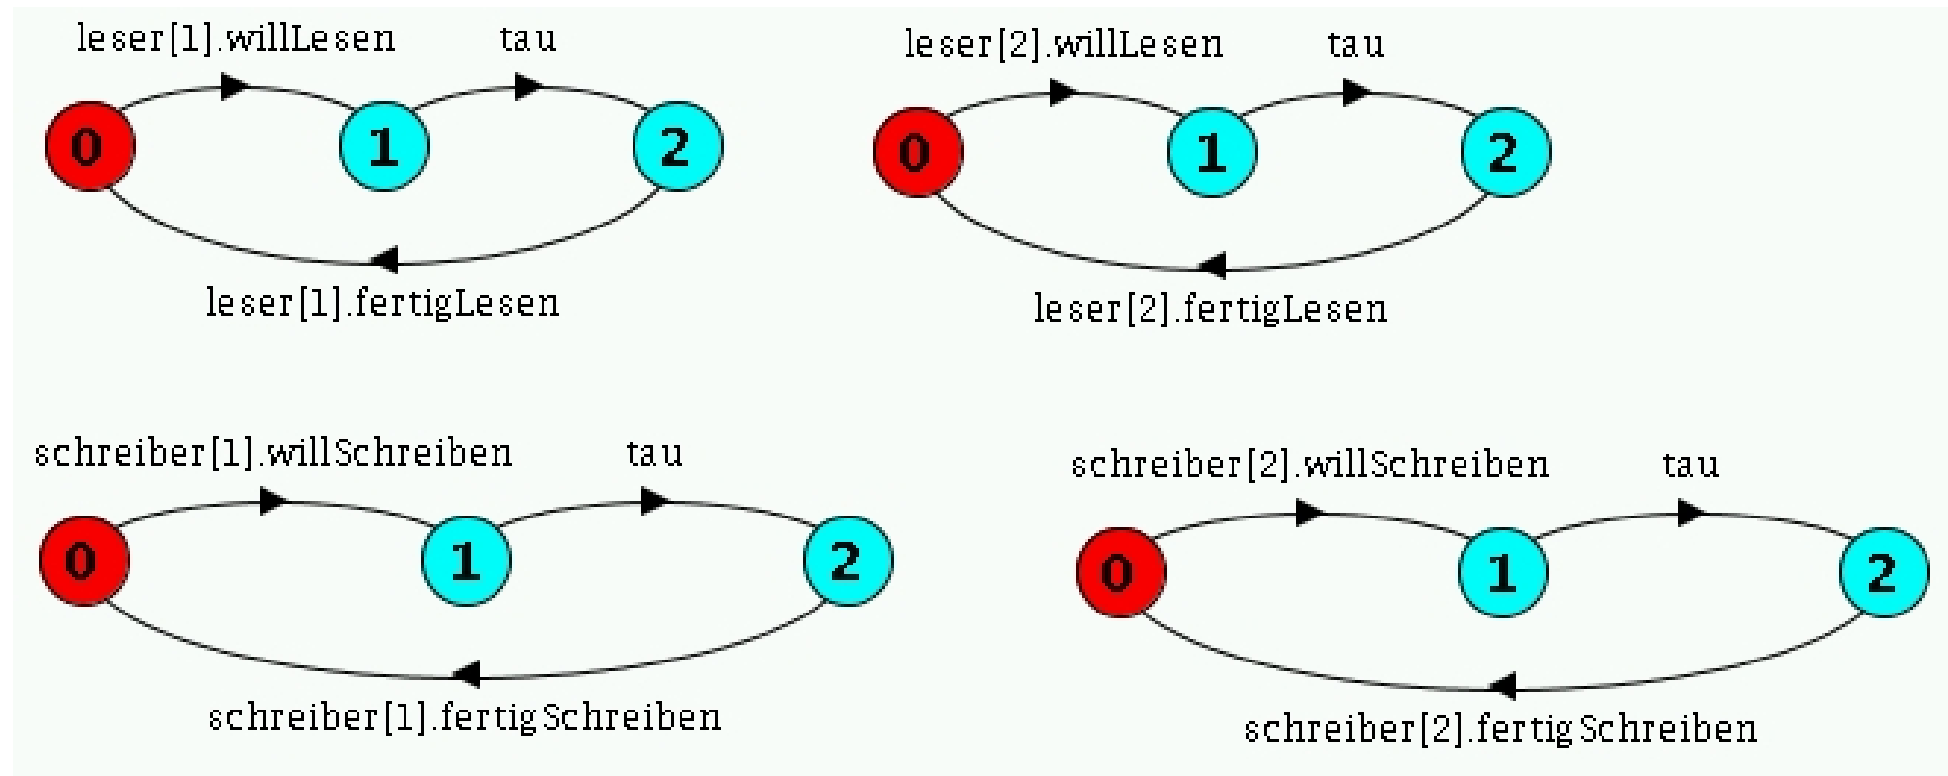 leser[1].willLesen tau
leser[2].willLesen tau
0 1 2
0 1 2
leser[1].fertigLesen
leser[2].fertigLesen
schreiber[1].willSchreiben tau
schreiber[2].willSchreiben tau
0 1 2
0 1 2
schreiber[1].fertigSchreiben
schreiber[2].fertigSchreiben